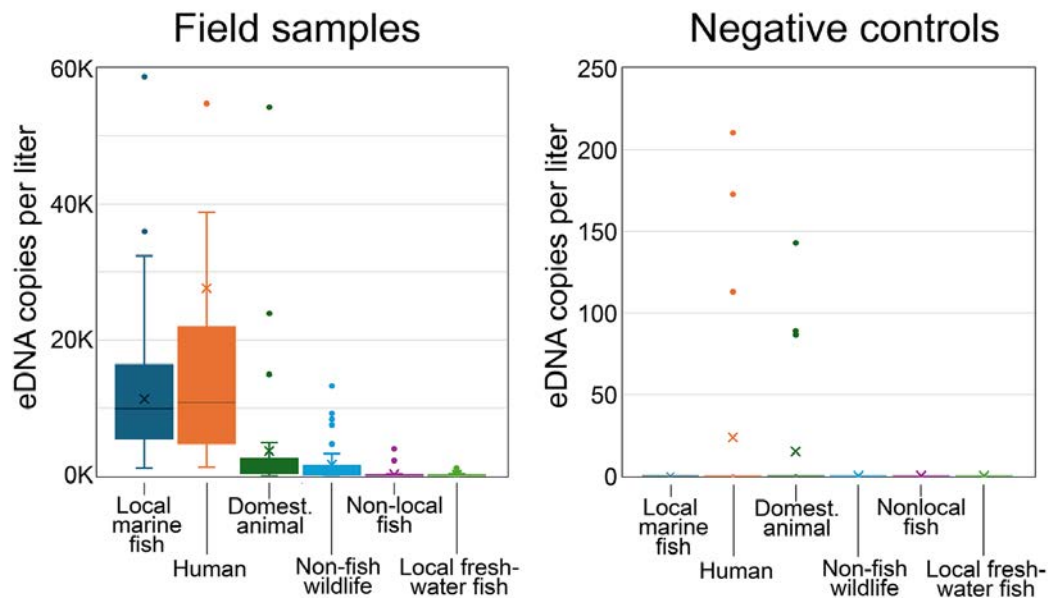 Field samples
eDNA copies per liter
60K
40K
20K
0K
Local
marine
fish
Human
Domest.
animal
Non-fish
wildlife
Non-local
fish
Local fresh-
water fish
Negative controls
eDNA copies per liter
250
200
150
100
50
0
Local
marine
fish
Human
Domest.
animal
Non-fish
wildlife
Nonlocal
fish
Local fresh-
water fish